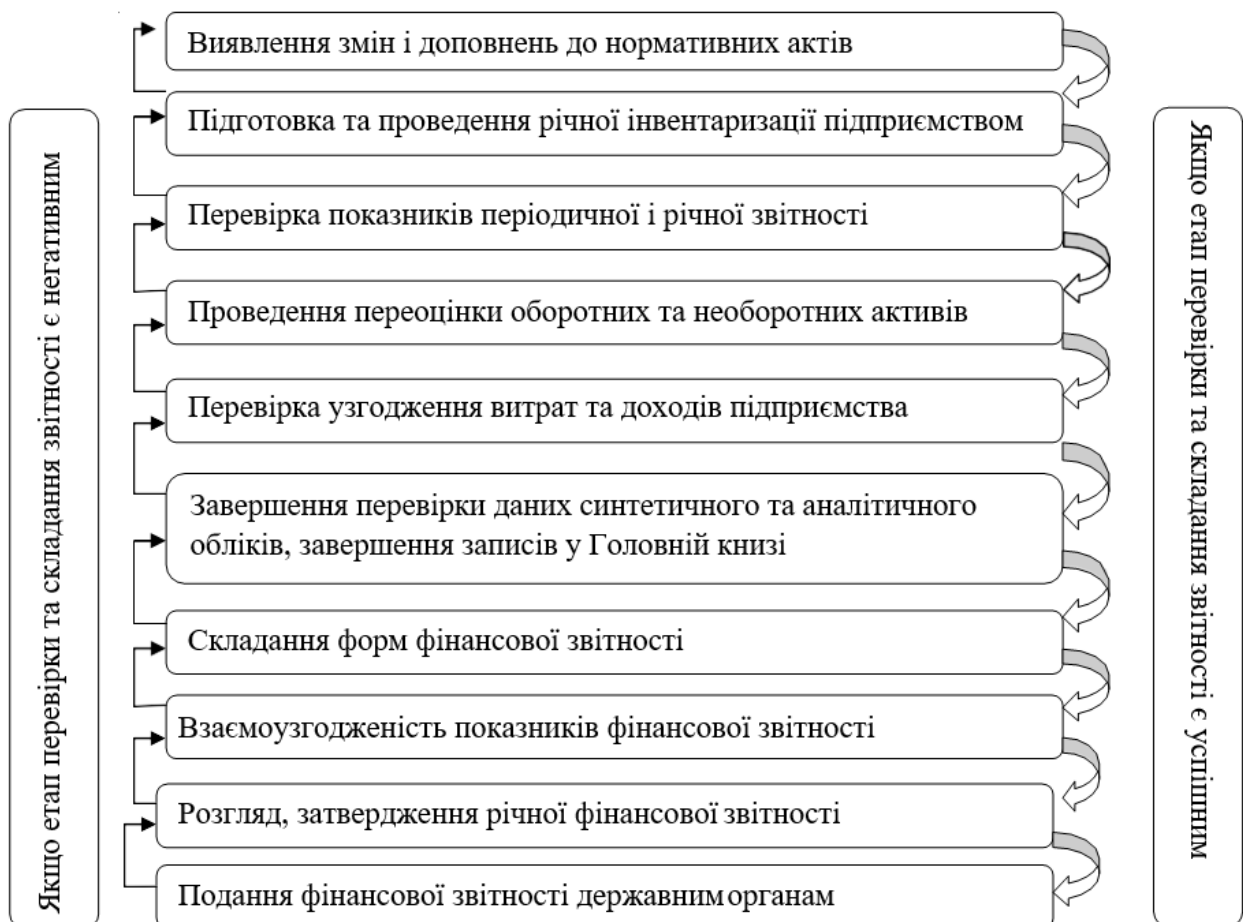 Виявлення змін і доповнень до нормативних актів
Підготовка та проведення річної інвентаризації підприємством
Перевірка показників періодичної і річної звітності
Проведення переоцінки оборотних та необоротних активів
Перевірка узгодження витрат та доходів підприємства
Завершення перевірки даних синтетичного та аналітичного
обліків, завершення записів у Головній книзі
Складання форм фінансової звітності
Взаємоузгодженість показників фінансової звітності
Розгляд, затвердження річної фінансової звітності
Подання фінансової звітності державним органам
Якщо етап перевірки та складання звітності є негативним
Якщо етап перевірки та складання звітності є успішним